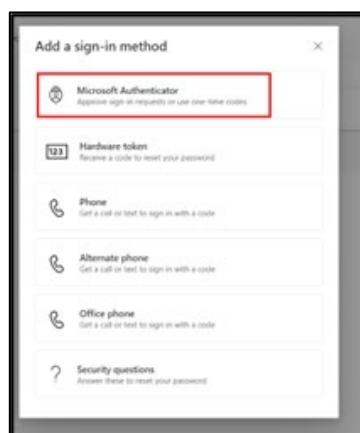 Add a sign-in method
Microsoft Authenticator
Approve sign-in requests or use one-time codes
123
Hardware token
Receive a code to reset your password
Phone
Get a call or text to sign in with a code
Alternate phone
Get a call or text to sign in with a code
Office phone
Get a call or text to sign in with a code
Security questions
Answer these to reset your password